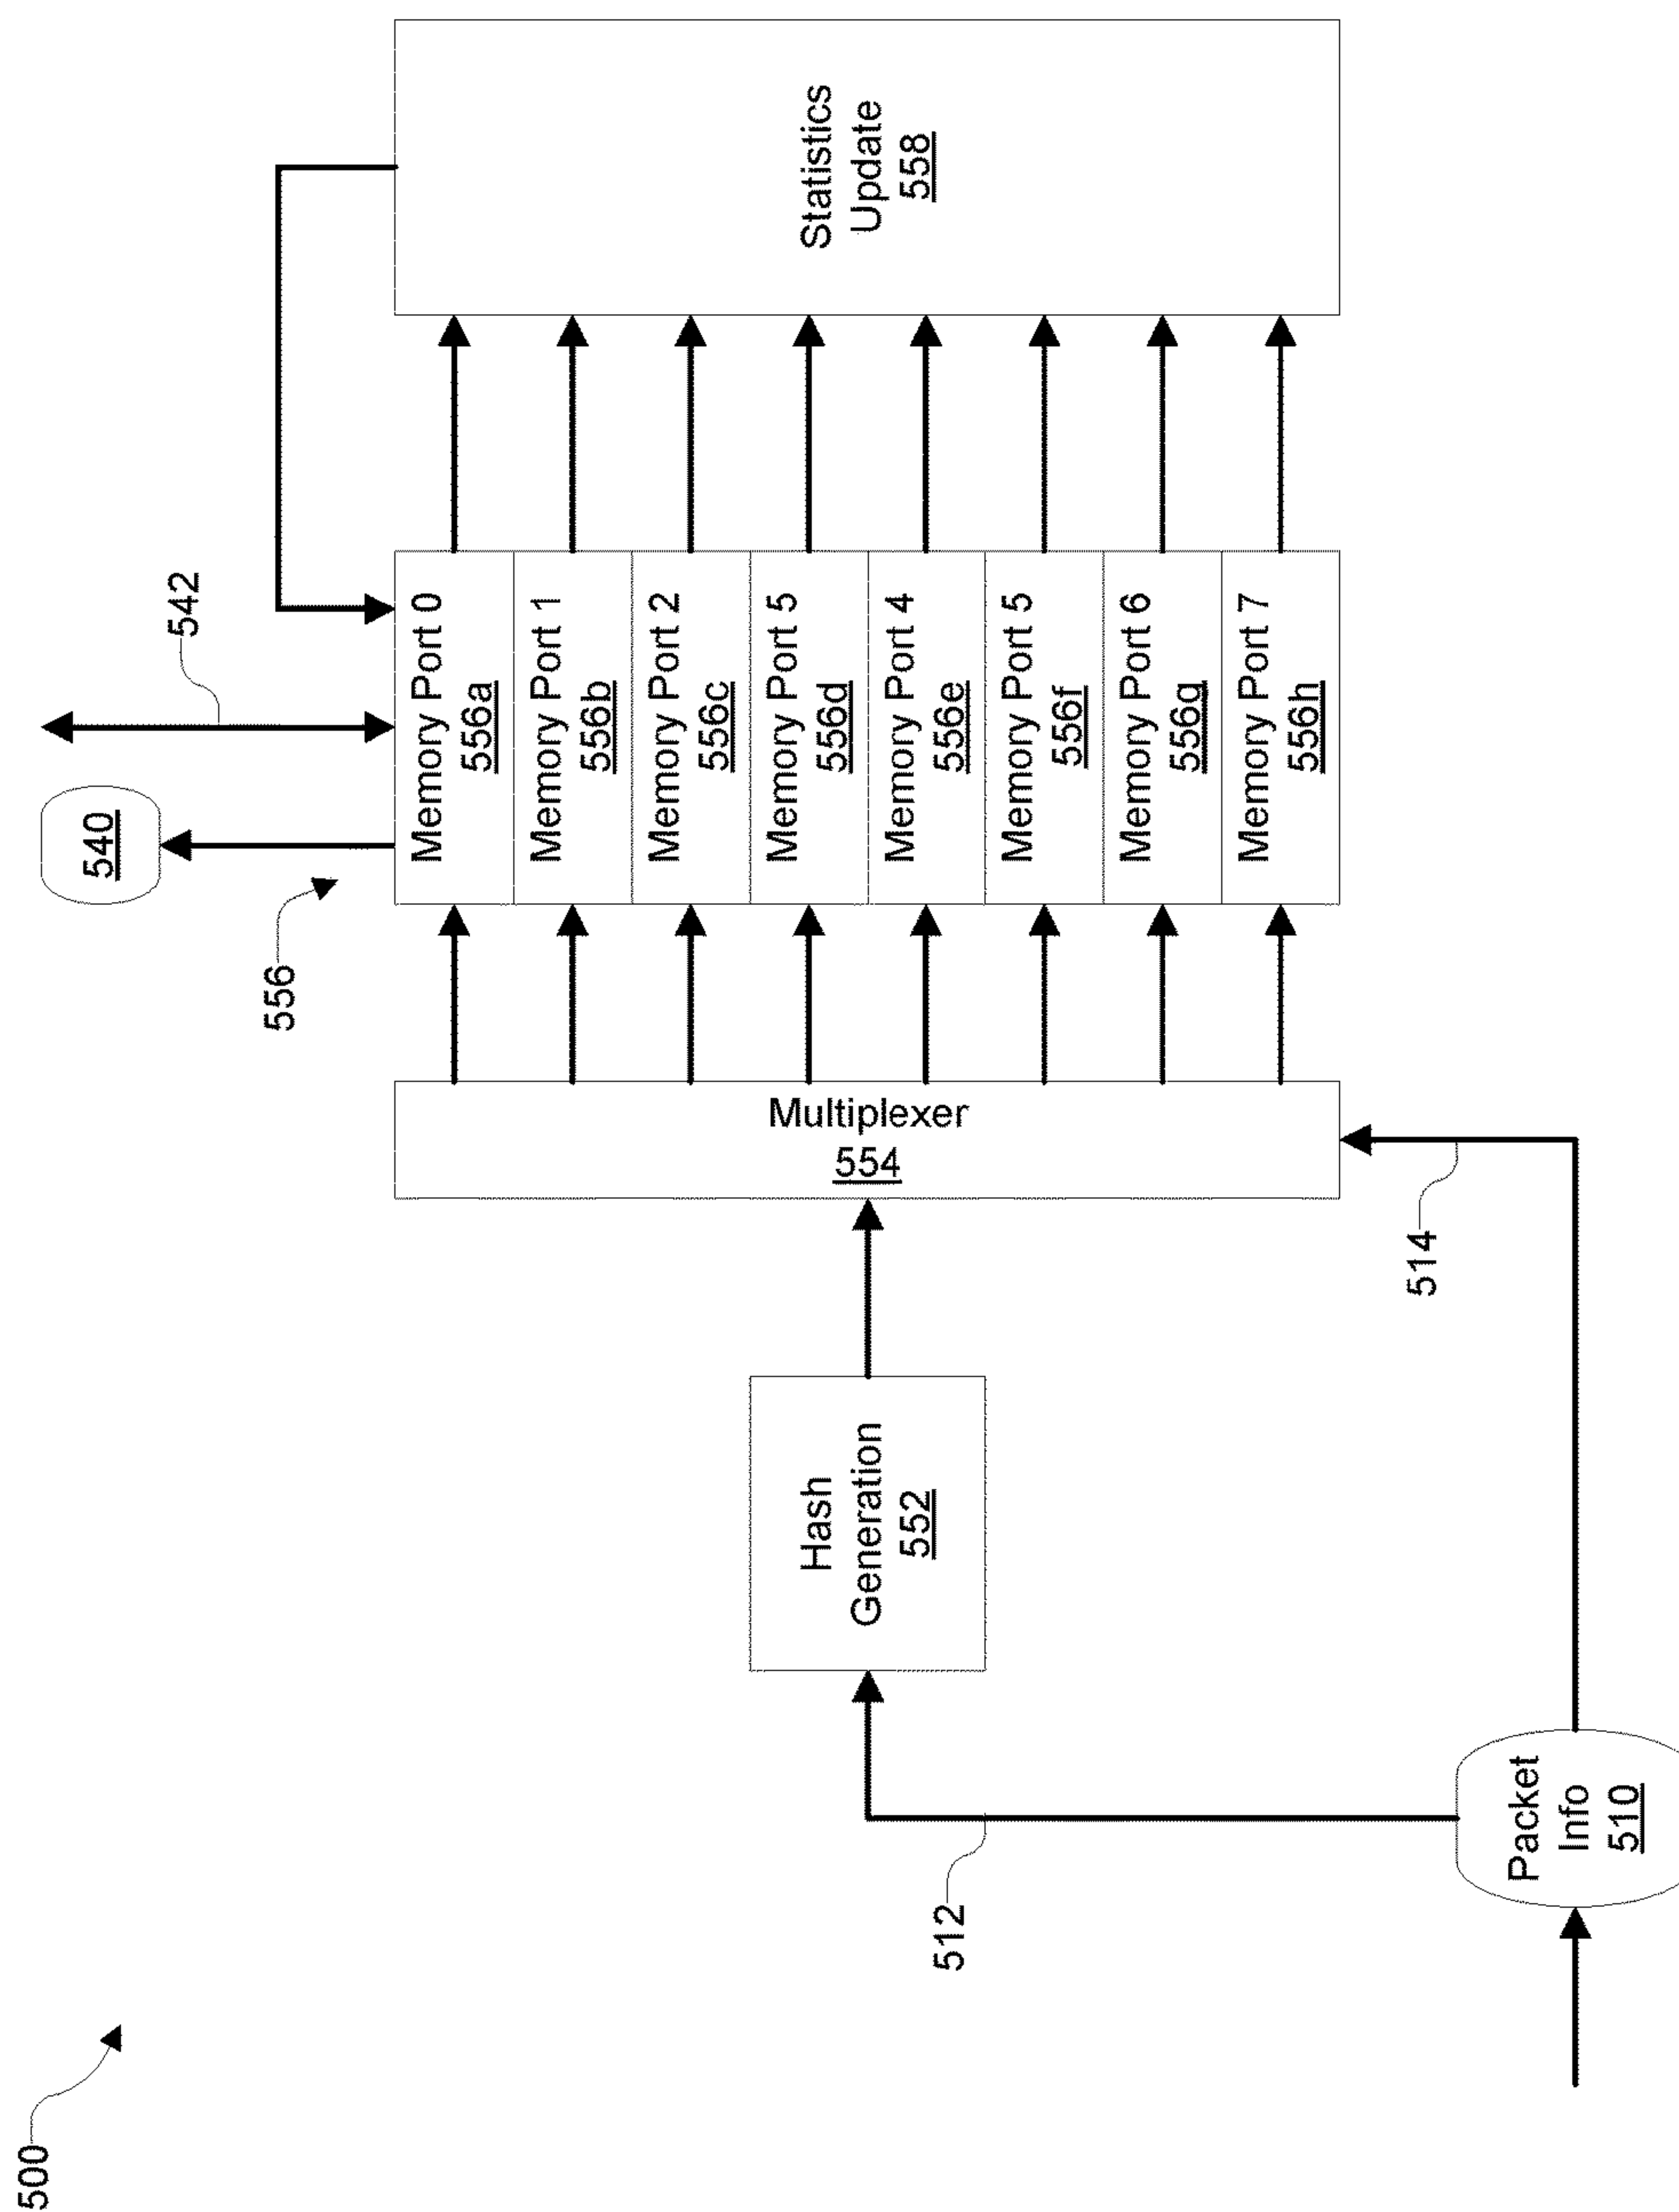 500
540
542
556
Memory Port 0
556a
Memory Port 1
556b
Memory Port 2
556c
Memory Port 5
556d
Memory Port 4
556e
Memory Port 5
556f
Memory Port 6
556g
Memory Port 7
556h
Statistics
Update
558
Multiplexer
554
Hash
Generation
552
512
514
Packet
Info
510